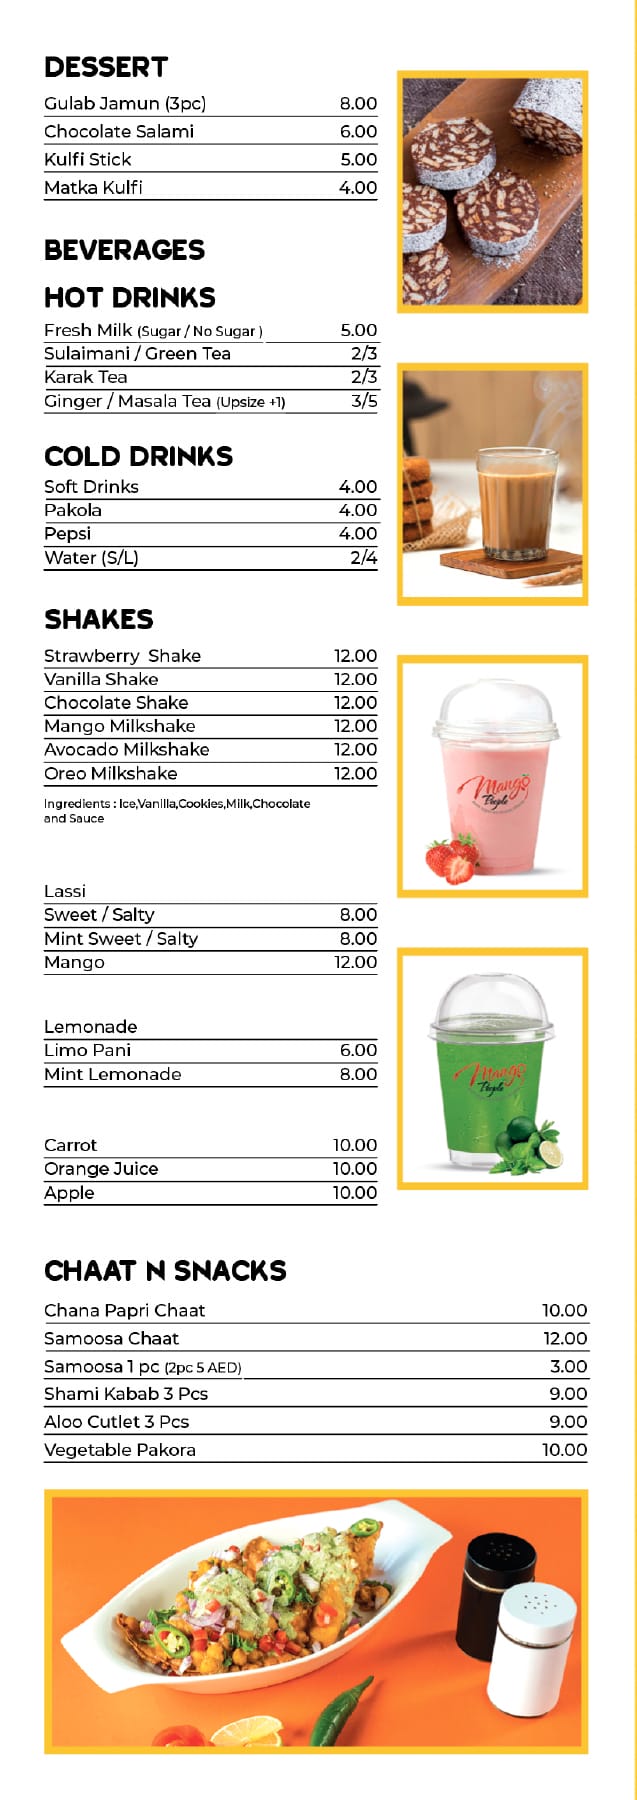 DESSERT
Gulab Jamun (3pc) 8.00
Chocolate Salami 6.00
Kulfi Stick 5.00
Matka Kulfi 4.00
BEVERAGES
HOT DRINKS
Fresh Milk (Sugar / No Sugar ) 5.00
Sulaimani / Green Tea 2/3
Karak Tea 2/3
Ginger / Masala Tea (Upsize +1) 3/5
COLD DRINKS
Soft Drinks 4.00
Pakola 4.00
Pepsi 4.00
Water (S/L) 2/4
SHAKES
Strawberry Shake 12.00
Vanilla Shake 12.00
Chocolate Shake 12.00
Mango Milkshake 12.00
Avocado Milkshake 12.00
Oreo Milkshake 12.00
Ingredients : Ice,Vanilla,Cookies,Milk,Chocolate
and Sauce
Mango
People
Lassi
Sweet / Salty 8.00
Mint Sweet / Salty 8.00
Mango 12.00
Lemonade
Limo Pani 6.00
Mint Lemonade 8.00
Mango
People
Carrot 10.00
Orange Juice 10.00
Apple 10.00
CHAAT N SNACKS
Chana Papri Chaat 10.00
Samoosa Chaat 12.00
Samoosa 1 pc (2pc 5 AED) 3.00
Shami Kabab 3 Pcs 9.00
Aloo Cutlet 3 Pcs 9.00
Vegetable Pakora 10.00